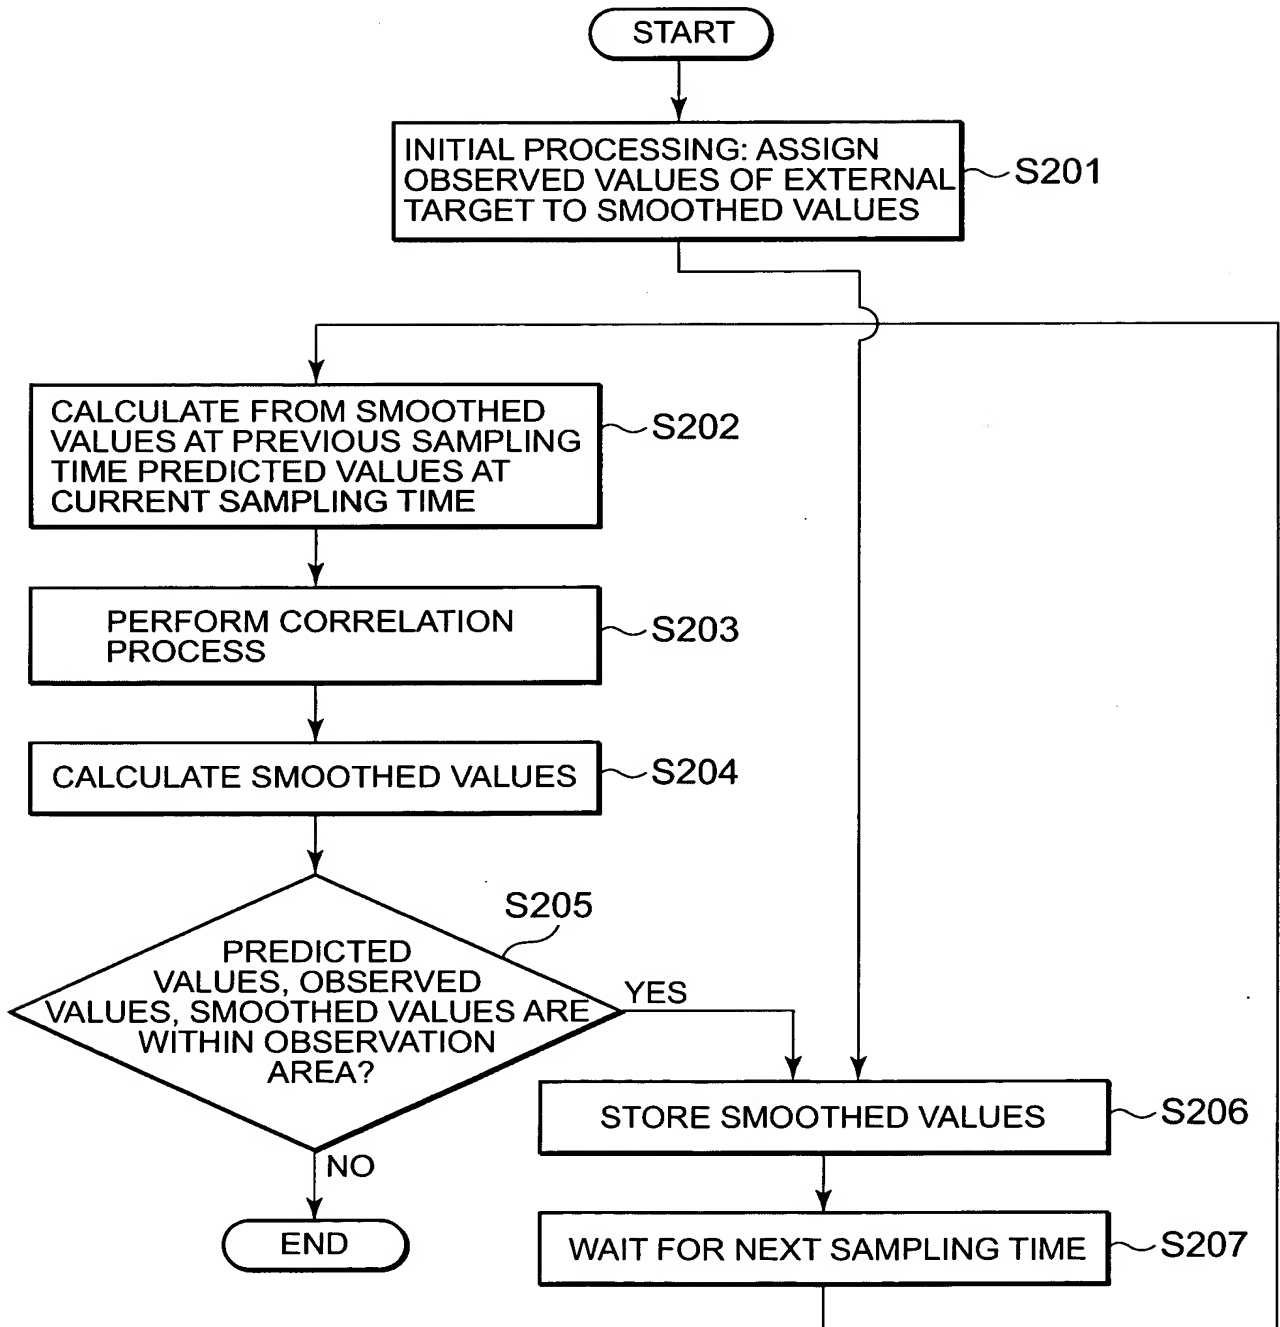 START
INITIAL PROCESSING: ASSIGN
OBSERVED VALUES OF EXTERNAL
TARGET TO SMOOTHED VALUES
S201
CALCULATE FROM SMOOTHED
VALUES AT PREVIOUS SAMPLING
TIME PREDICTED VALUES AT
CURRENT SAMPLING TIME
S202
PERFORM CORRELATION
PROCESS
S203
CALCULATE SMOOTHED VALUES
S204
S205
PREDICTED
VALUES, OBSERVED
VALUES, SMOOTHED VALUES ARE
WITHIN OBSERVATION
AREA?
YES
NO
END
STORE SMOOTHED VALUES
S206
WAIT FOR NEXT SAMPLING TIME
S207